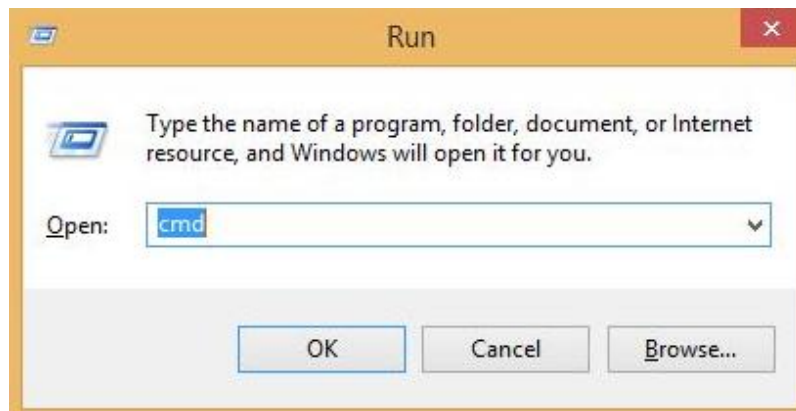 Run
Type the name of a program, folder, document, or Internet
resource, and Windows will open it for you.
Open: cmd
OK Cancel Browse...